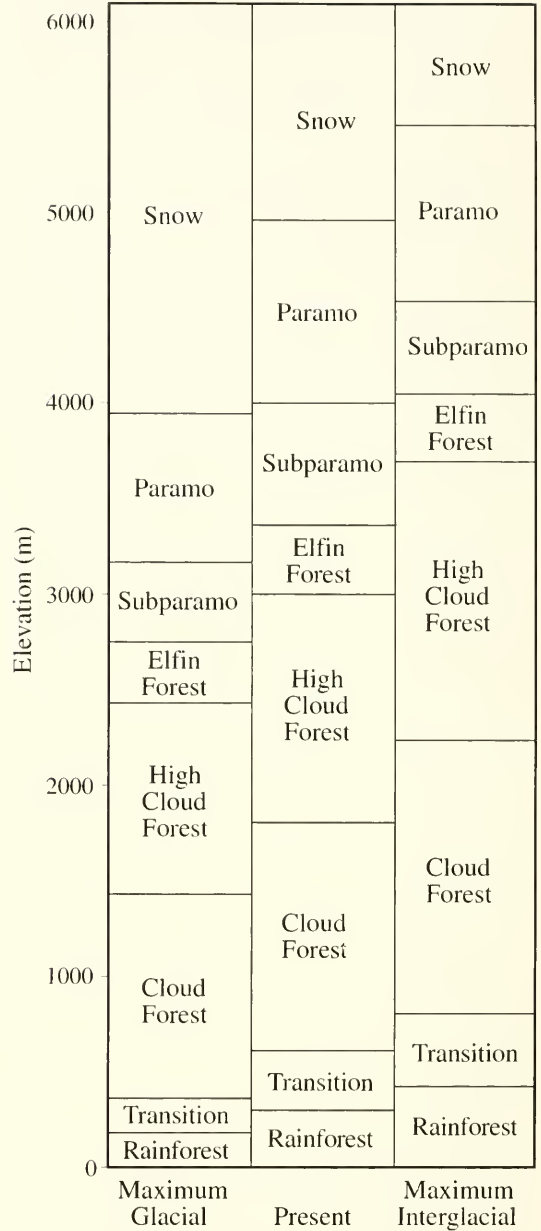 6000
5000
4000
3000
2000
1000
0
Elevation (m)
Snow
Paramo
Subparamo
Elfin
Forest
High
Cloud
Forest
Cloud
Forest
Transition
Rainforest
Maximum
Glacial
Snow
Paramo
Subparamo
Elfin
Forest
High
Cloud
Forest
Cloud
Forest
Transition
Rainforest
Present
Snow
Paramo
Subparamo
Elfin
Forest
High
Cloud
Forest
Cloud
Forest
Transition
Rainforest
Maximum
Interglacial